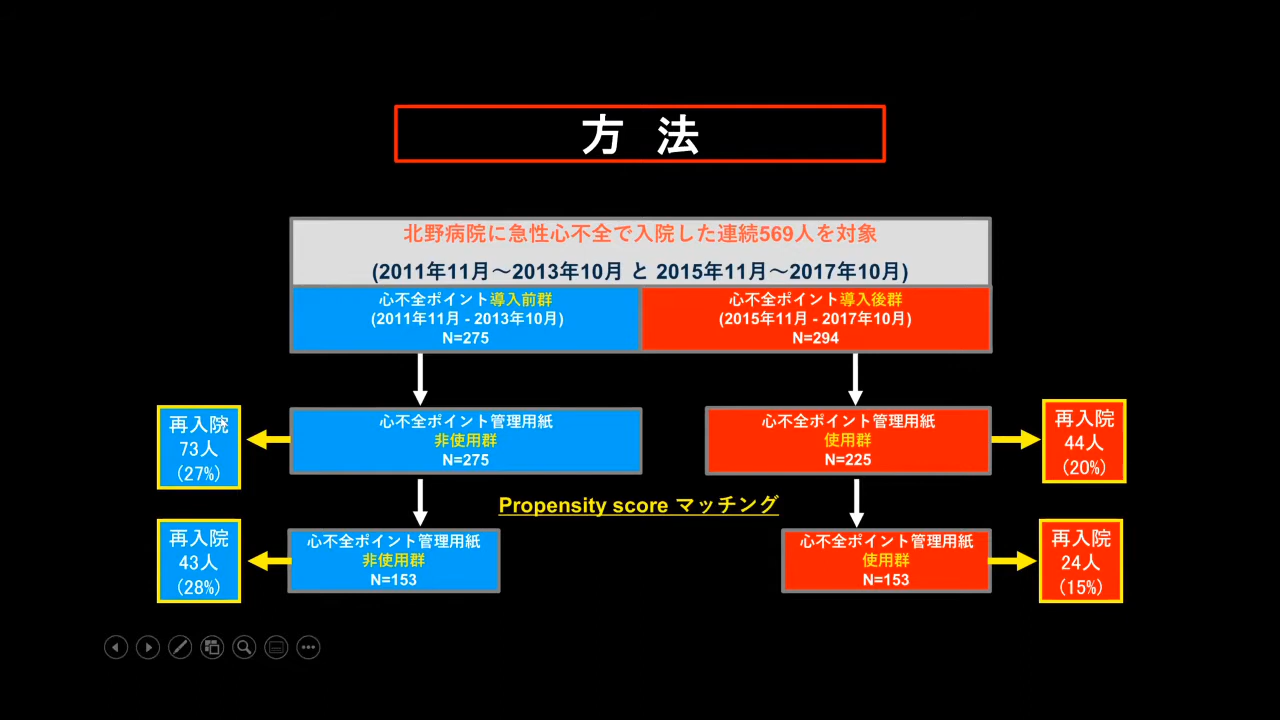 方 法
北野病院に急性心不全で入院した連続569人を対象
(2011年11月～2013年10月 と 2015年11月～2017年10月)
心不全ポイント導入前群
(2011年11月 - 2013年10月)
N=275
心不全ポイント導入後群
(2015年11月 - 2017年10月)
N=294
再入院
73人
(27%)
心不全ポイント管理用紙
非使用群
N=275
心不全ポイント管理用紙
使用群
N=225
再入院
44人
(20%)
Propensity score マッチング
再入院
43人
(28%)
心不全ポイント管理用紙
非使用群
N=153
心不全ポイント管理用紙
使用群
N=153
再入院
24人
(15%)